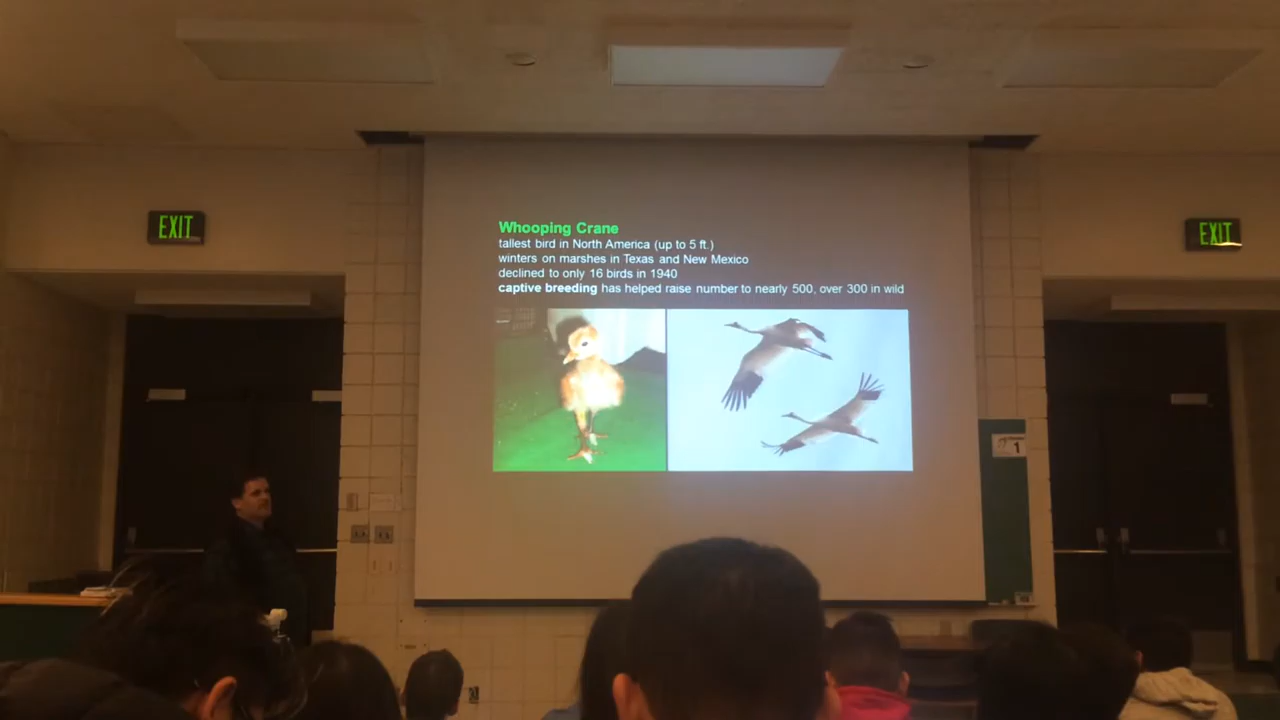 EXIT
EXIT
Whooping Crane
tallest bird in North America (up to 5 ft.)
winters on marshes in Texas and New Mexico
declined to only 16 birds in 1940
captive breeding has helped raise number to nearly 500, over 300 in wild
1